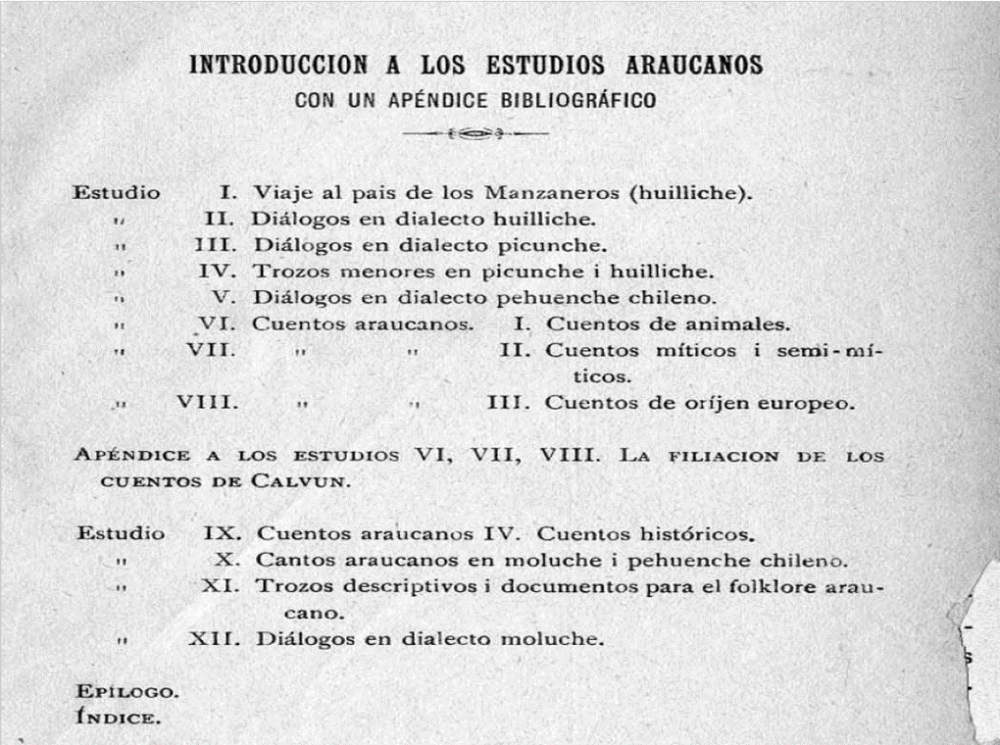 INTRODUCCION A LOS ESTUDIOS ARAUCANOS
CON UN APÉNDICE BIBLIOGRÁFICO
Estudio I. Viaje al pais de los Manzaneros (huilliche).
" II. Diálogos en dialecto huilliche.
" III. Diálogos en dialecto picunche.
" IV. Trozos menores en picunche i huilliche.
" V. Diálogos en dialecto pehuenche chileno.
" VI. Cuentos araucanos. I. Cuentos de animales.
" VII. " " II. Cuentos míticos i semi-mí-
ticos.
" VIII. " " III. Cuentos de oríjen europeo.
APÉNDICE A LOS ESTUDIOS VI, VII, VIII. LA FILIACION DE LOS
CUENTOS DE CALVUN.
Estudio IX. Cuentos araucanos IV. Cuentos históricos.
" X. Cantos araucanos en moluche i pehuenche chileno.
" XI. Trozos descriptivos i documentos para el folklore arau-
cano.
" XII. Diálogos en dialecto moluche.
EPÍLOGO.
ÍNDICE.